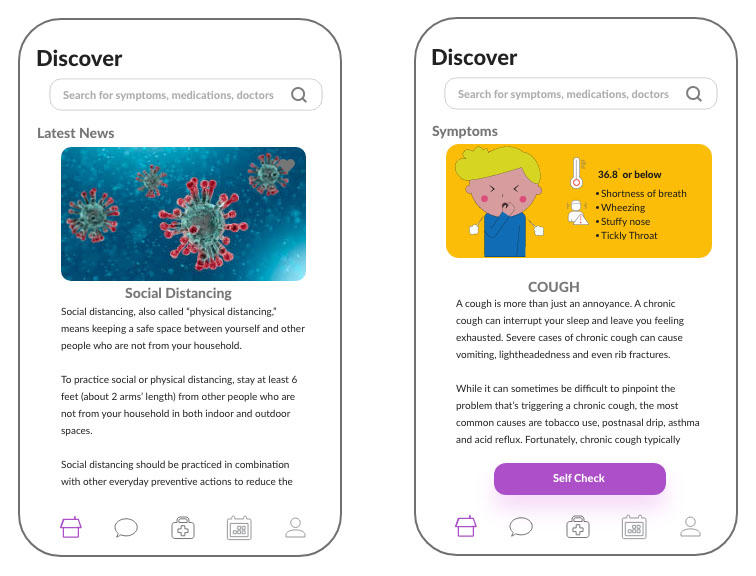 Discover
Search for symptoms, medications, doctors
Latest News
Social Distancing
Social distancing, also called “physical distancing,”
means keeping a safe space between yourself and other
people who are not from your household.
To practice social or physical distancing, stay at least 6
feet (about 2 arms’ length) from other people who are
not from your household in both indoor and outdoor
spaces.
Social distancing should be practiced in combination
with other everyday preventive actions to reduce the
Discover
Search for symptoms, medications, doctors
Symptoms
36.8° or below
• Shortness of breath
• Wheezing
• Stuffy nose
• Tickly Throat
COUGH
A cough is more than just an annoyance. A chronic
cough can interrupt your sleep and leave you feeling
exhausted. Severe cases of chronic cough can cause
vomiting, lightheadedness and even rib fractures.
While it can sometimes be difficult to pinpoint the
problem that’s triggering a chronic cough, the most
common causes are tobacco use, postnasal drip, asthma
and acid reflux. Fortunately, chronic cough typically
Self Check